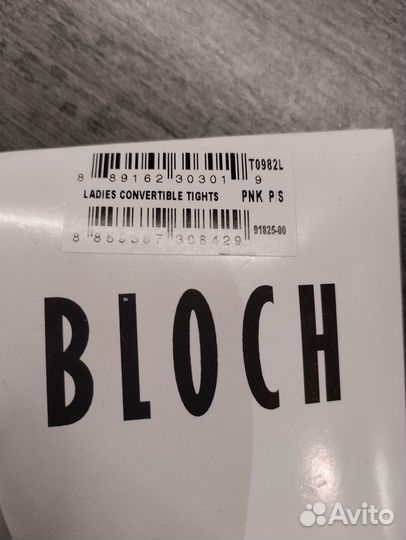 T0982L
8 89162 30301 9
LADIES CONVERTIBLE TIGHTS PNK P/S
91825-00
BLOCH
Avito